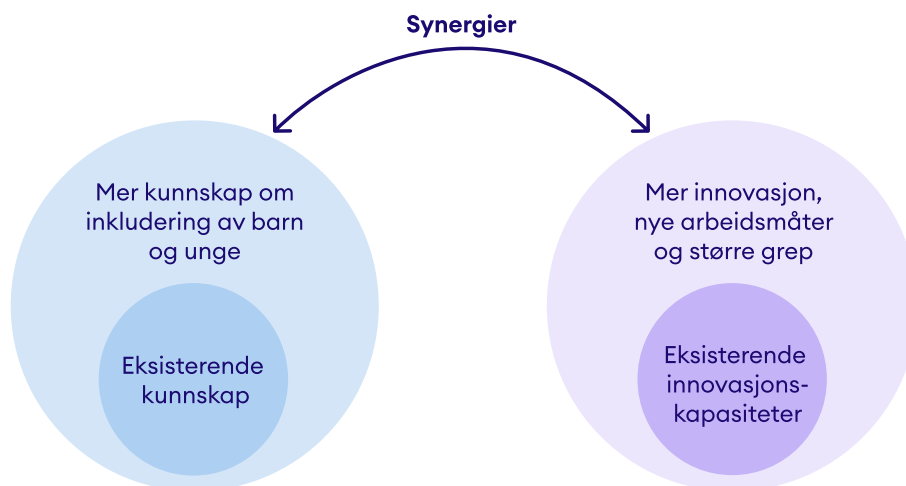 Synergier
Mer kunnskap om
inkludering av barn
og unge
Eksisterende
kunnskap
Mer innovasjon,
nye arbeidsmåter
og større grep
Eksisterende
innovasjons-
kapasiteter